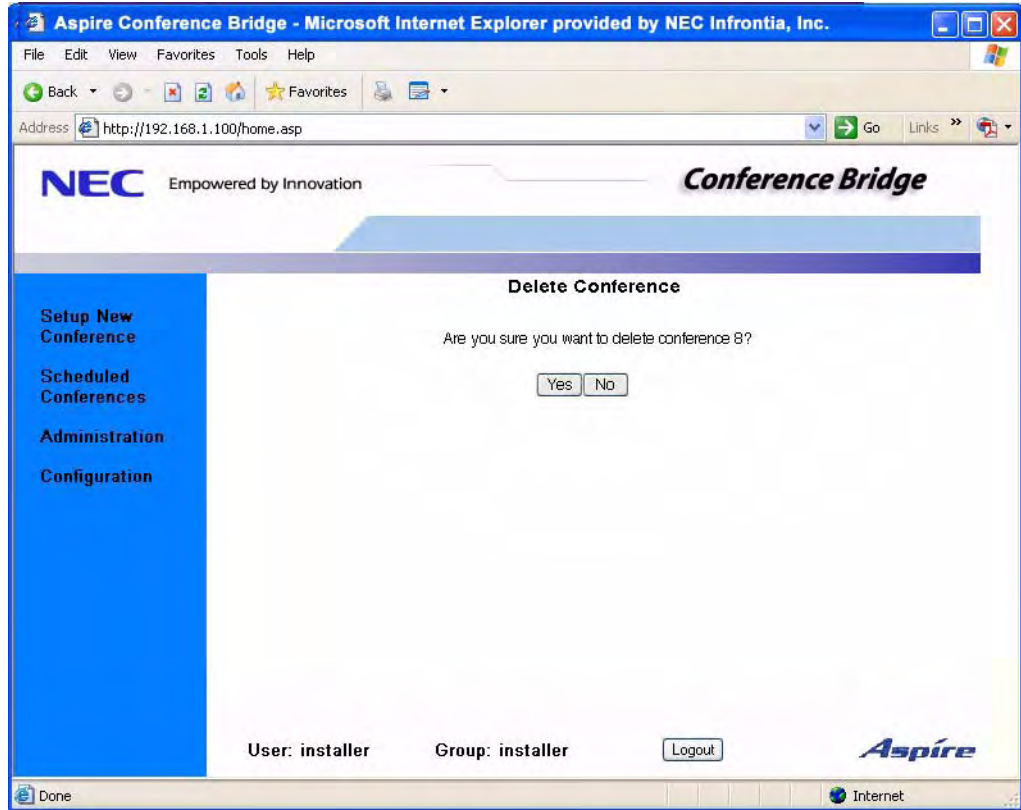 Aspire Conference Bridge - Microsoft Internet Explorer provided by NEC Infrontia, Inc.
File Edit View Favorites Tools Help
Back Favorites
Address http://192.168.1.100/home.asp Go Links »
NEC Empowered by Innovation Conference Bridge
Delete Conference
Setup New
Conference
Are you sure you want to delete conference 8?
Scheduled
Conferences
Yes No
Administration
Configuration
User: installer Group: installer Logout Aspire
Done Internet